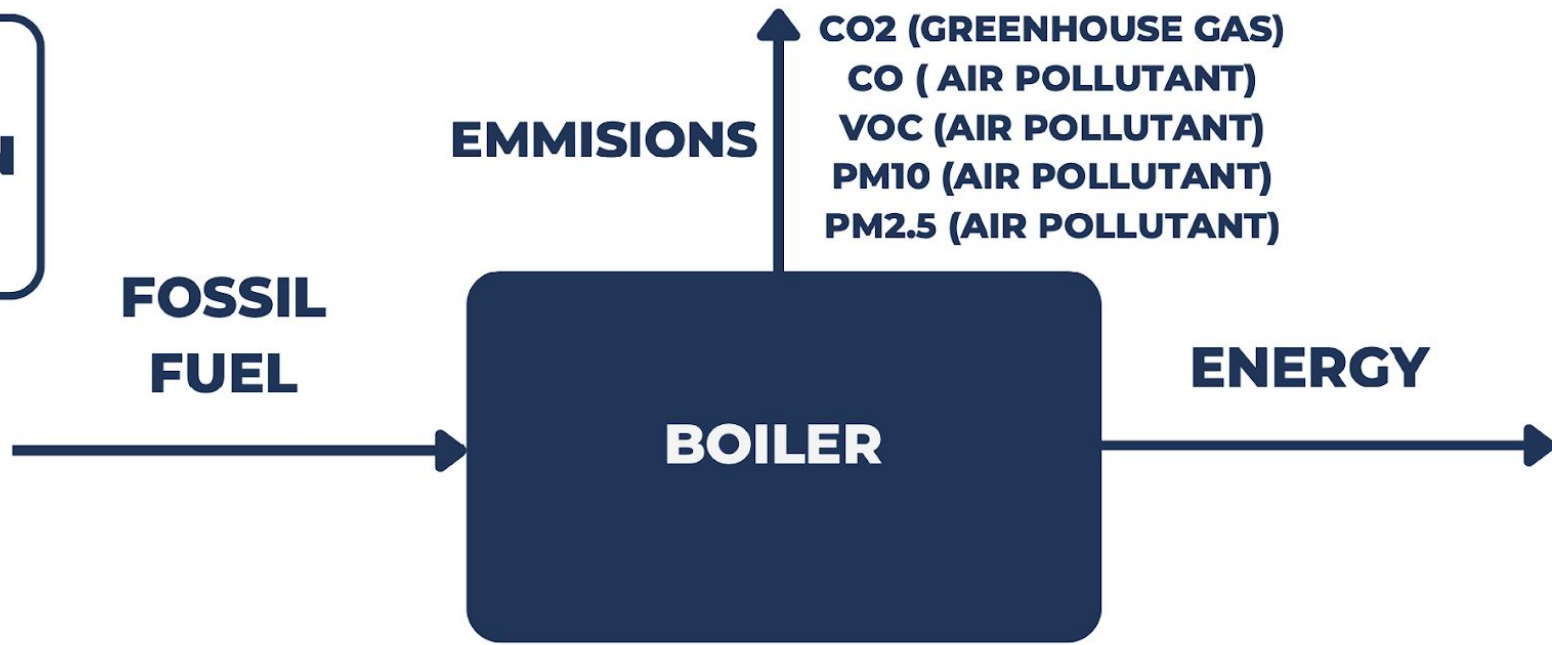 CO2 (GREENHOUSE GAS)
CO ( AIR POLLUTANT)
VOC (AIR POLLUTANT)
PM10 (AIR POLLUTANT)
PM2.5 (AIR POLLUTANT)
EMMISIONS
FOSSIL
FUEL
BOILER
ENERGY